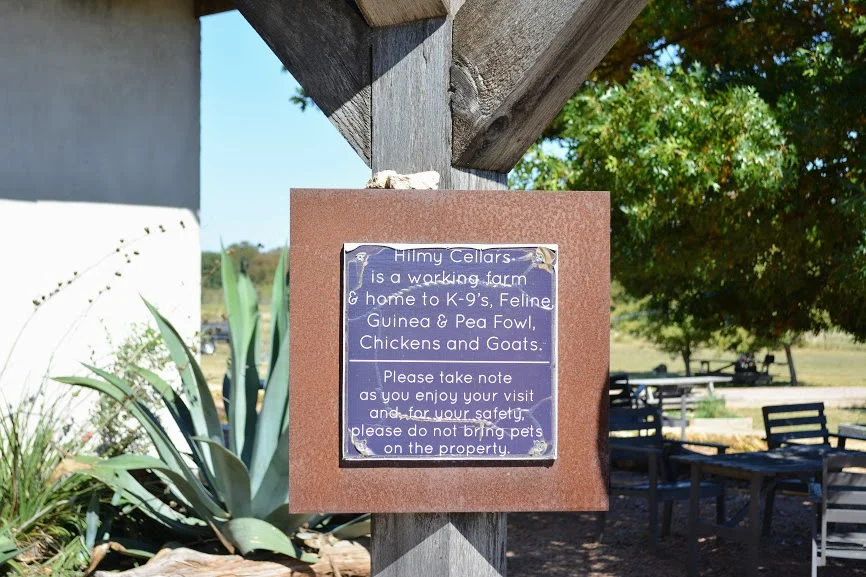 Hilmy Cellars
is a working farm
& home to K-9's, Feline,
Guinea & Pea Fowl,
Chickens and Goats.
Please take note
as you enjoy your visit
and, for your safety,
please do not bring pets
on the property.